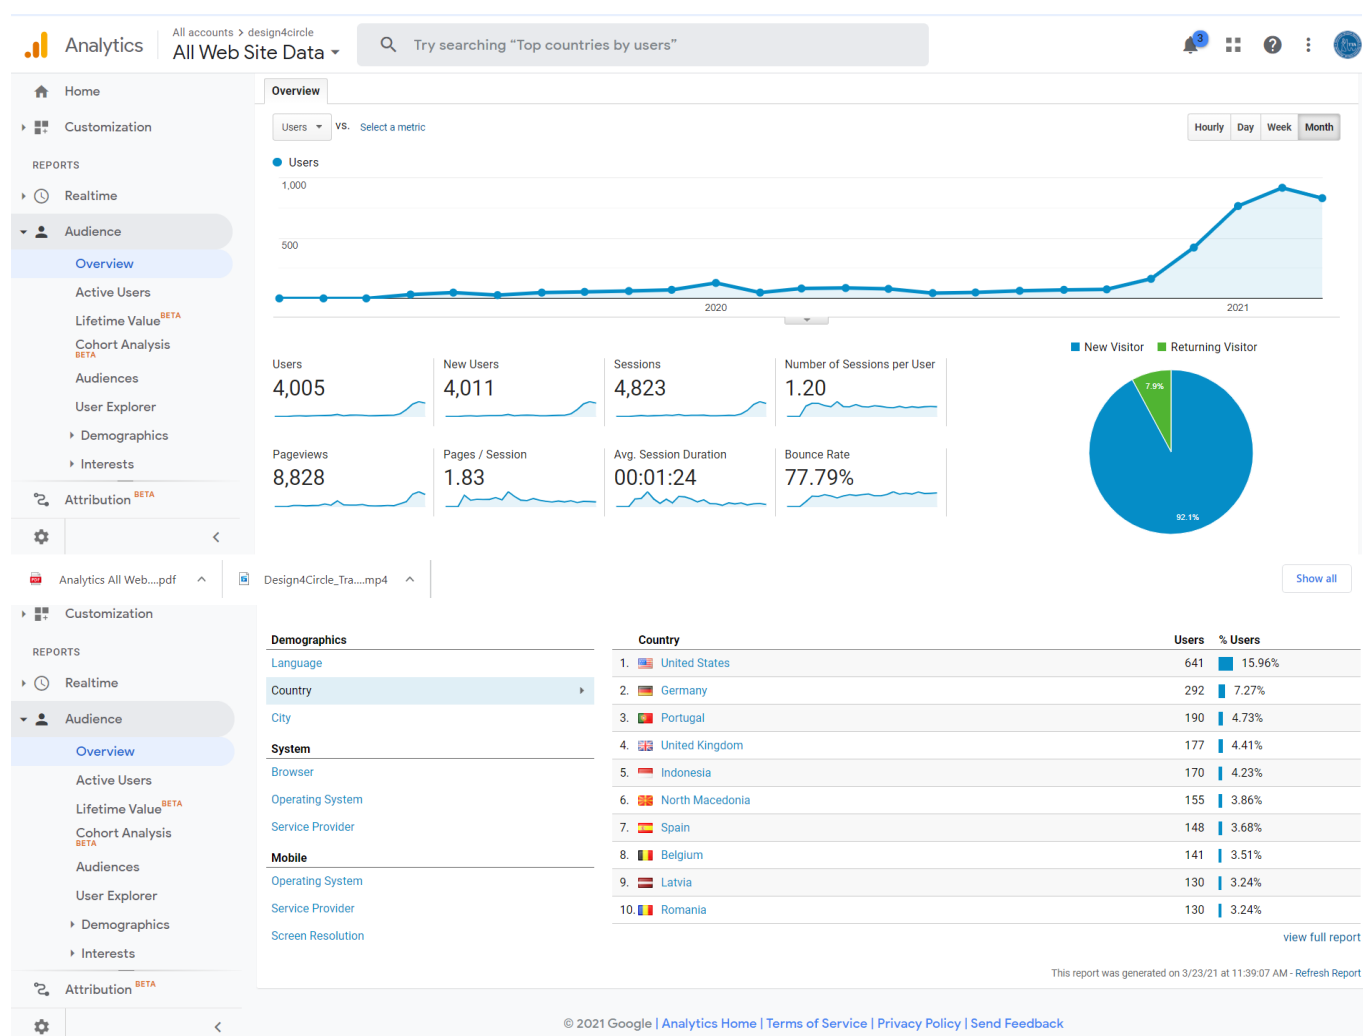 Analytics
All accounts > design4circle
All Web Site Data
Try searching “Top countries by users”
3
Home
Customization
REPORTS
Realtime
Audience
Overview
Active Users
Lifetime Value BETA
Cohort Analysis
BETA
Audiences
User Explorer
Demographics
Interests
Attribution BETA
Overview
Users VS. Select a metric
Hourly Day Week Month
Users
1,000
500
2020 2021
New Visitor Returning Visitor
Users New Users Sessions Number of Sessions per User
4,005 4,011 4,823 1.20
Pageviews Pages / Session Avg. Session Duration Bounce Rate
8,828 1.83 00:01:24 77.79%
7.9%
92.1%
Analytics All Web....pdf Design4Circle_Tra....mp4 Show all
Customization
REPORTS
Realtime
Audience
Overview
Active Users
Lifetime Value BETA
Cohort Analysis
BETA
Audiences
User Explorer
Demographics
Interests
Attribution BETA
Demographics
Language
Country
City
System
Browser
Operating System
Service Provider
Mobile
Operating System
Service Provider
Screen Resolution
Country Users % Users
1. United States 641 15.96%
2. Germany 292 7.27%
3. Portugal 190 4.73%
4. United Kingdom 177 4.41%
5. Indonesia 170 4.23%
6. North Macedonia 155 3.86%
7. Spain 148 3.68%
8. Belgium 141 3.51%
9. Latvia 130 3.24%
10. Romania 130 3.24%
view full report
This report was generated on 3/23/21 at 11:39:07 AM - Refresh Report
© 2021 Google | Analytics Home | Terms of Service | Privacy Policy | Send Feedback